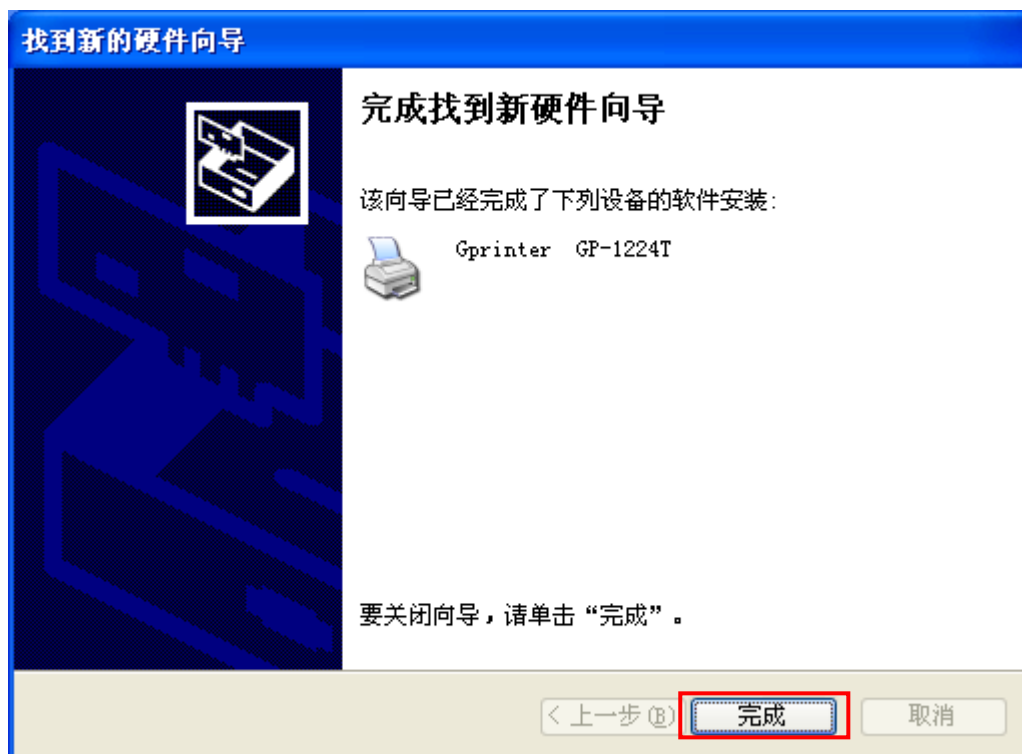 找到新的硬件向导
完成找到新硬件向导
该向导已经完成了下列设备的软件安装:
Gprinter GP-1224T
要关闭向导,请单击“完成”。
< 上一步(B) 完成 取消